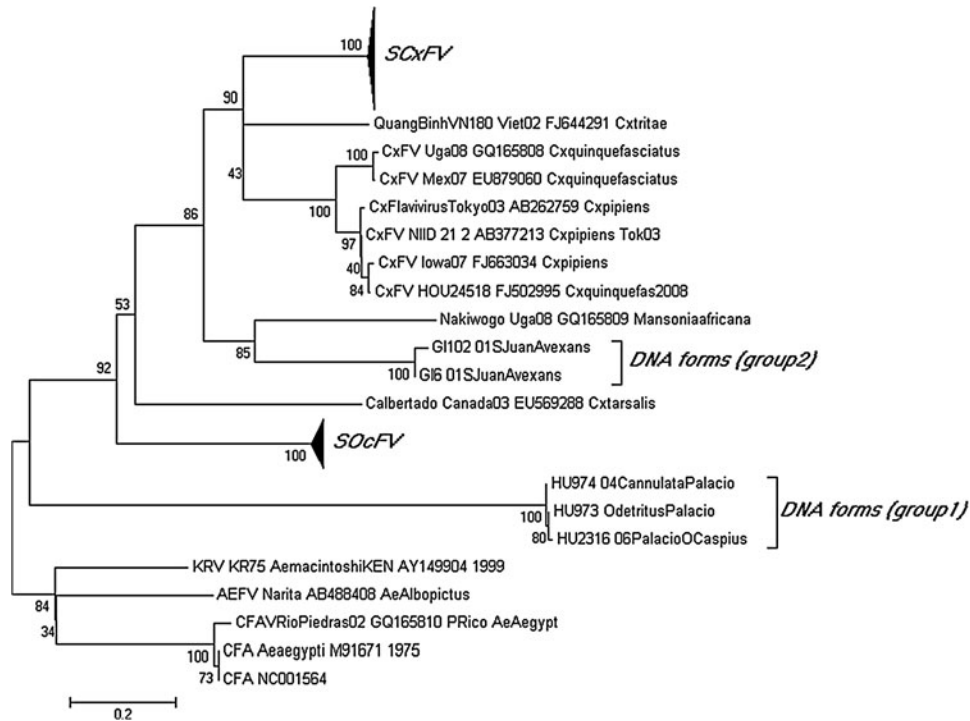 100
SCxFV
90
QuangBinhVN180 Viet02 FJ644291 Cxtritae
100
CxFV Uga08 GQ165808 Cxquinquefasciatus
43
CxFV Mex07 EU879060 Cxquinquefasciatus
100
CxFlavivirusTokyo03 AB262759 Cxpipiens
86
CxFV NIID 21 2 AB377213 Cxpipiens Tok03
97
CxFV Iowa07 FJ663034 Cxpipiens
40
84
CxFV HOU24518 FJ502995 Cxquinquefas2008
53
Nakiwogo Uga08 GQ165809 Mansoniaafricana
85
GI102 01SJuanAvexans
DNA forms (group2)
100
GI6 01SJuanAvexans
92
Calbertado Canada03 EU569288 Cxtarsalis
SOcFV
100
HU974 04CannulataPalacio
100
HU973 OdetritusPalacio
DNA forms (group1)
80
HU2316 06PalacioOCaspius
KRV KR75 AemacintoshiKEN AY149904 1999
84
AEFV Narita AB488408 AeAlbopictus
34
CFAVRioPiedras02 GQ165810 PRico AeAegypt
100
CFA Aeaegypti M91671 1975
73
CFA NC001564
0.2